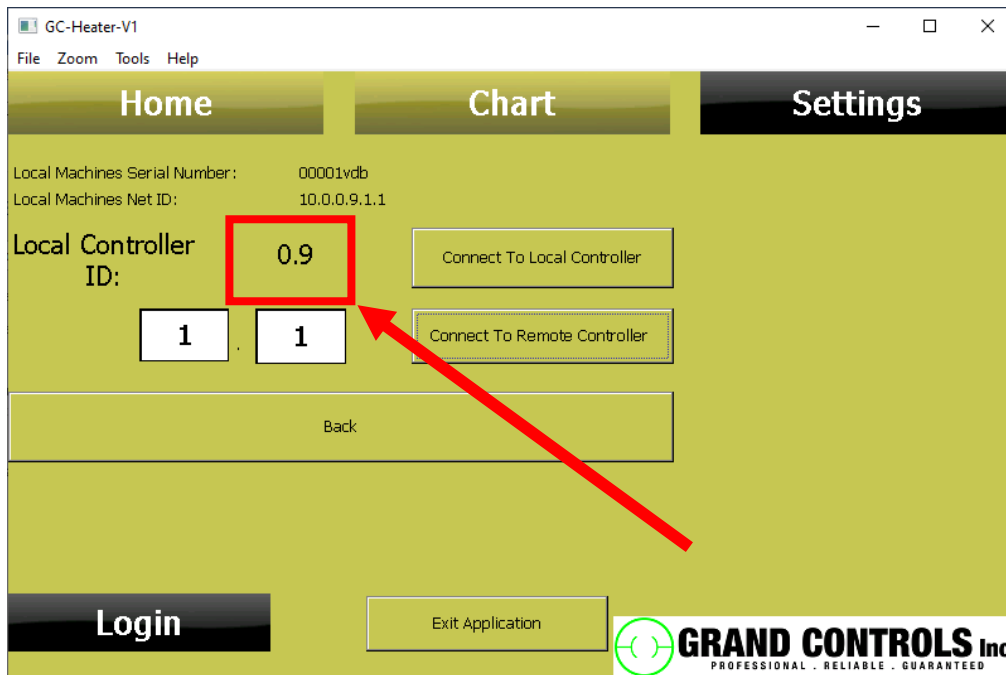 GC-Heater-V1
File Zoom Tools Help
Home Chart Settings
Local Machines Serial Number: 00001vdb
Local Machines Net ID: 10.0.0.9.1.1
Local Controller
ID:
0.9
Connect To Local Controller
1 . 1
Connect To Remote Controller
Back
Login
Exit Application
GRAND CONTROLS Inc
PROFESSIONAL . RELIABLE . GUARANTEED